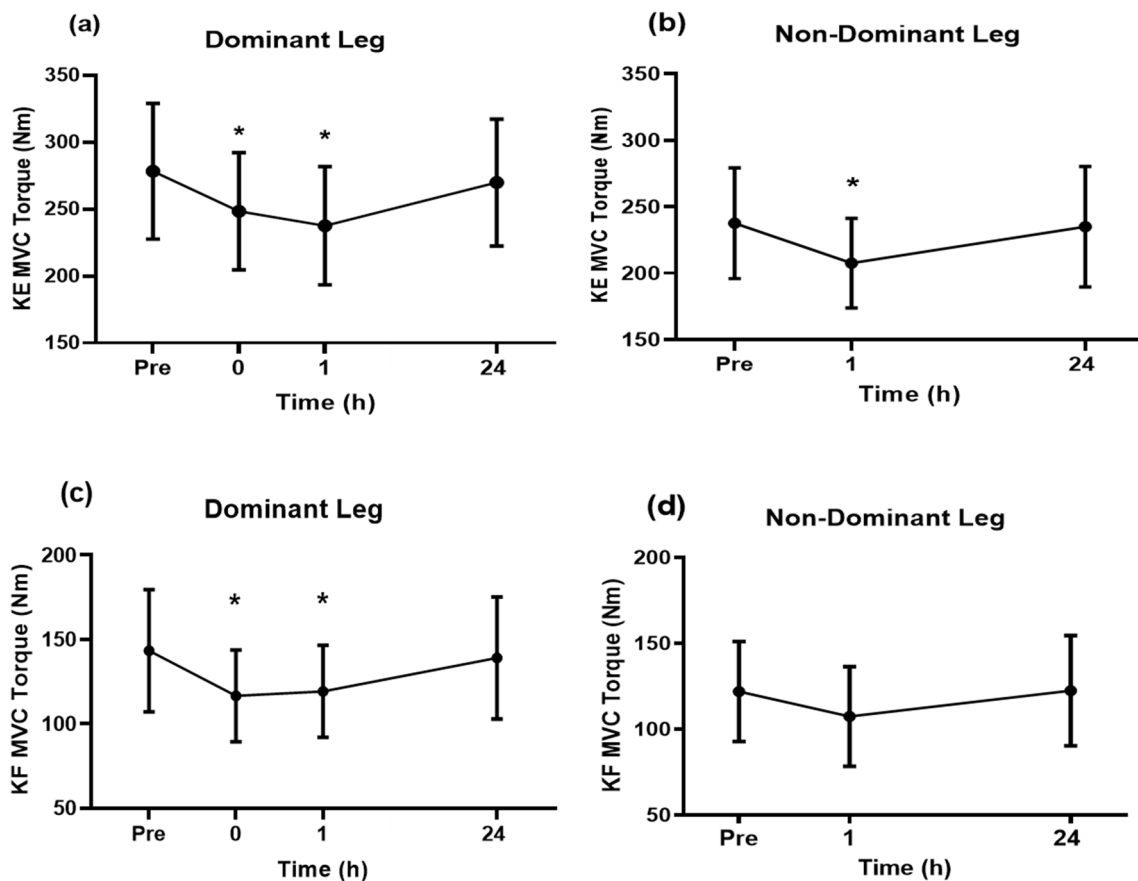 (a)
Dominant Leg
KE MVC Torque (Nm)
350
300
250
200
150
* *
Pre 0 1 24
Time (h)
(b)
Non-Dominant Leg
KE MVC Torque (Nm)
350
300
250
200
150
*
Pre 1 24
Time (h)
(c)
Dominant Leg
KF MVC Torque (Nm)
200
150
100
50
* *
Pre 0 1 24
Time (h)
(d)
Non-Dominant Leg
KF MVC Torque (Nm)
200
150
100
50
Pre 1 24
Time (h)